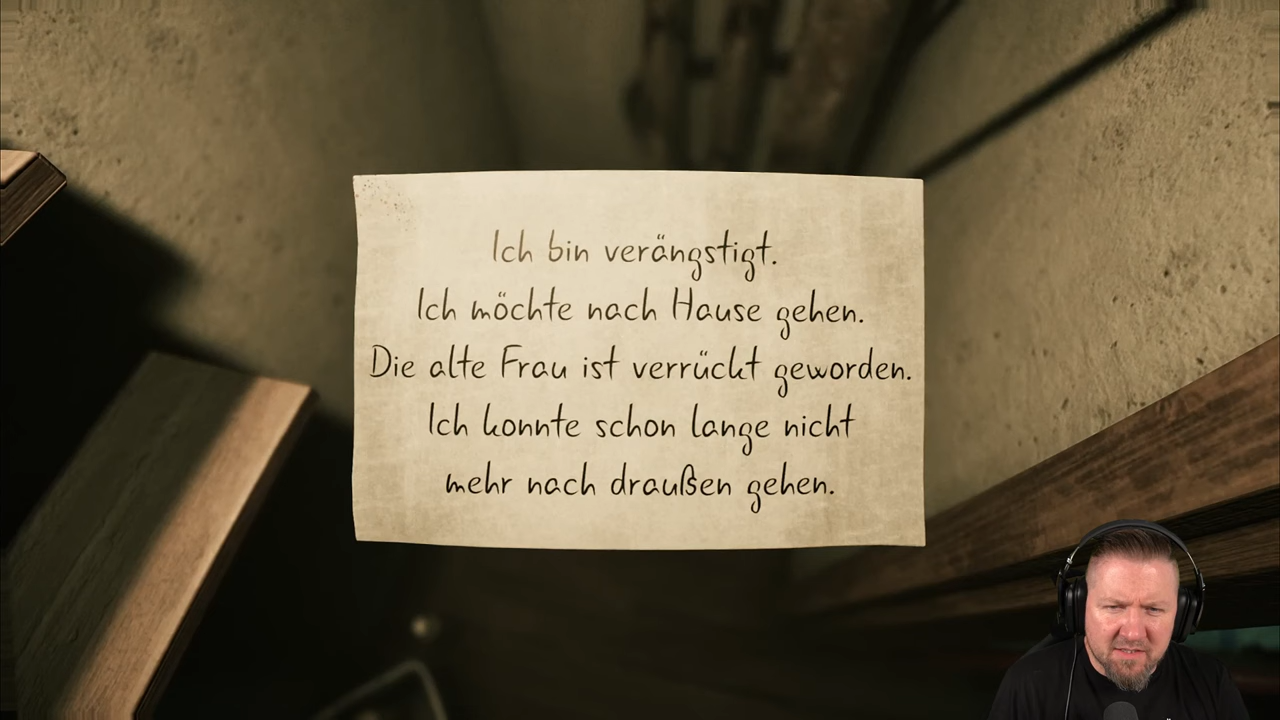 Ich bin verängstigt.
Ich möchte nach Hause gehen.
Die alte Frau ist verrückt geworden.
Ich konnte schon lange nicht
mehr nach draußen gehen.